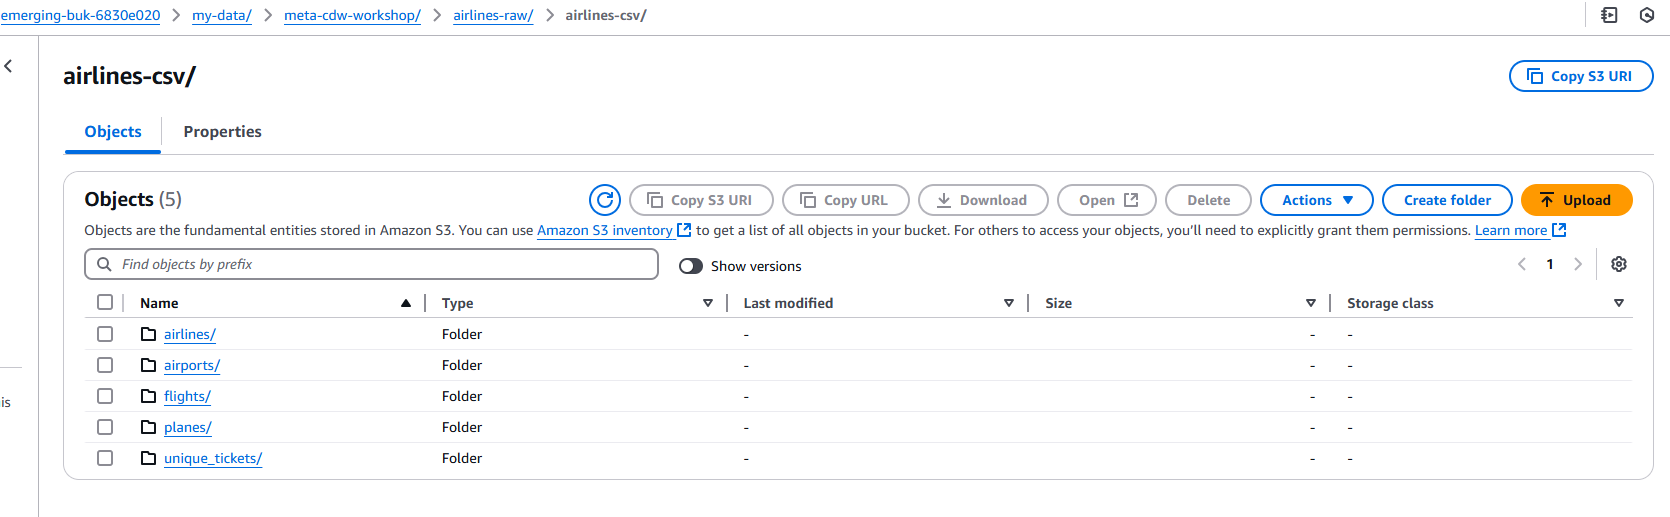 emerging-buk-6830e020 > my-data/ > meta-cdw-workshop/ > airlines-raw/ > airlines-csv/
airlines-csv/
Copy S3 URI
Objects
Properties
Objects (5)
Copy S3 URI
Copy URL
Download
Open
Delete
Actions
Create folder
Upload
Objects are the fundamental entities stored in Amazon S3. You can use Amazon S3 inventory to get a list of all objects in your bucket. For others to access your objects, you'll need to explicitly grant them permissions. Learn more
Find objects by prefix
Show versions
1
Name Type Last modified Size Storage class
airlines/ Folder - - -
airports/ Folder - - -
flights/ Folder - - -
is
planes/ Folder - - -
unique_tickets/ Folder - - -